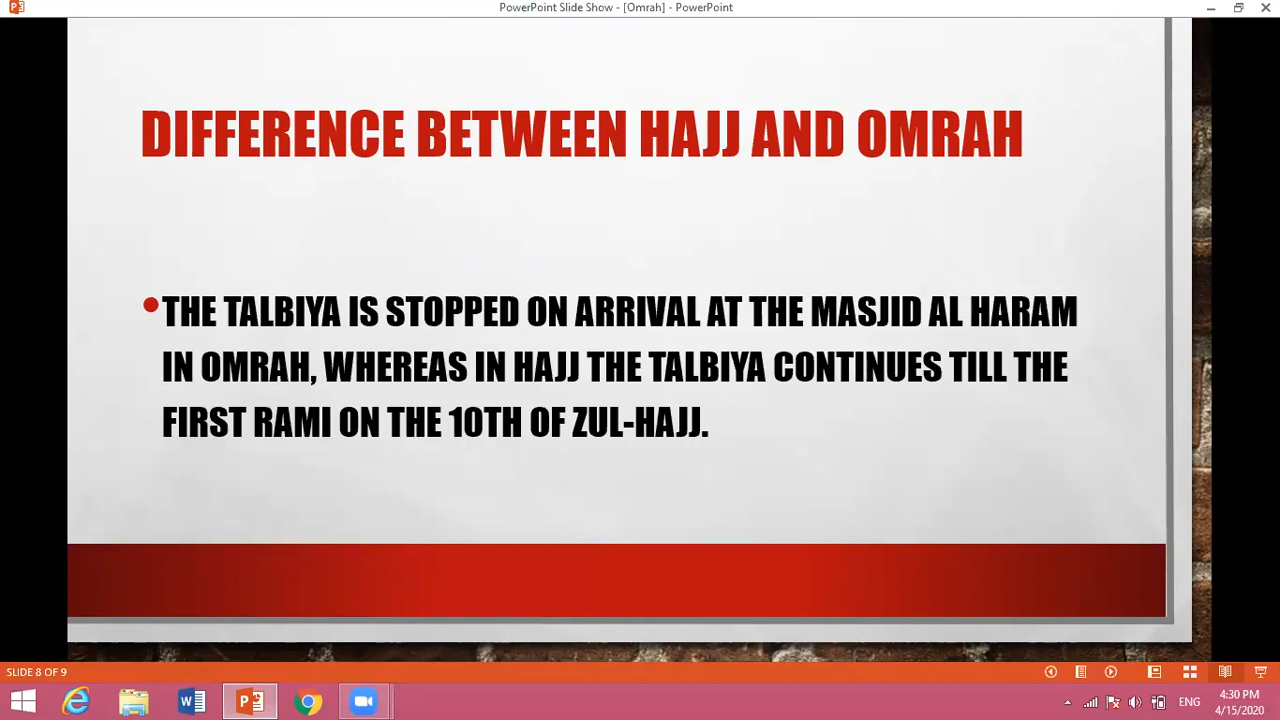 PowerPoint Slide Show - [Omrah] - PowerPoint
DIFFERENCE BETWEEN HAJJ AND OMRAH
•THE TALBIYA IS STOPPED ON ARRIVAL AT THE MASJID AL HARAM
IN OMRAH, WHEREAS IN HAJJ THE TALBIYA CONTINUES TILL THE
FIRST RAMI ON THE 10TH OF ZUL-HAJJ.
SLIDE 8 OF 9
ENG
4:30 PM
4/15/2020